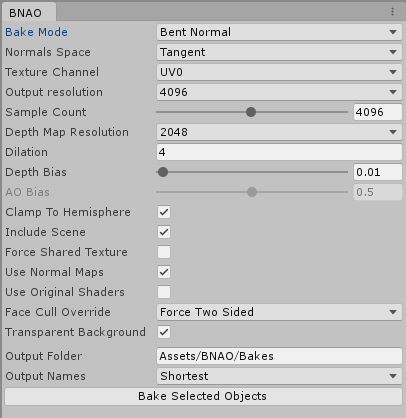 BNAO
Bake Mode Bent Normal
Normals Space Tangent
Texture Channel UV0
Output resolution 4096
Sample Count 4096
Depth Map Resolution 2048
Dilation 4
Depth Bias 0.01
AO Bias 0.5
Clamp To Hemisphere
Include Scene
Force Shared Texture
Use Normal Maps
Use Original Shaders
Face Cull Override Force Two Sided
Transparent Background
Output Folder Assets/BNAO/Bakes
Output Names Shortest
Bake Selected Objects